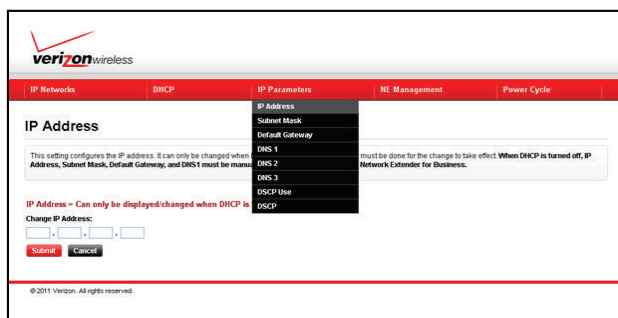 verizonwireless
IP Networks DHCP IP Parameters NE Management Power Cycle
IP Address
Subnet Mask
Default Gateway
DNS 1
DNS 2
DNS 3
DSCP Use
DSCP
IP Address
This setting configures the IP address. It can only be changed when must be done for the change to take effect. When DHCP is turned off, IP
Address, Subnet Mask, Default Gateway, and DNS1 must be manu Network Extender for Business.
IP Address = Can only be displayed/changed when DHCP is
Change IP Address:
. . .
Submit Cancel
© 2011 Verizon. All rights reserved.